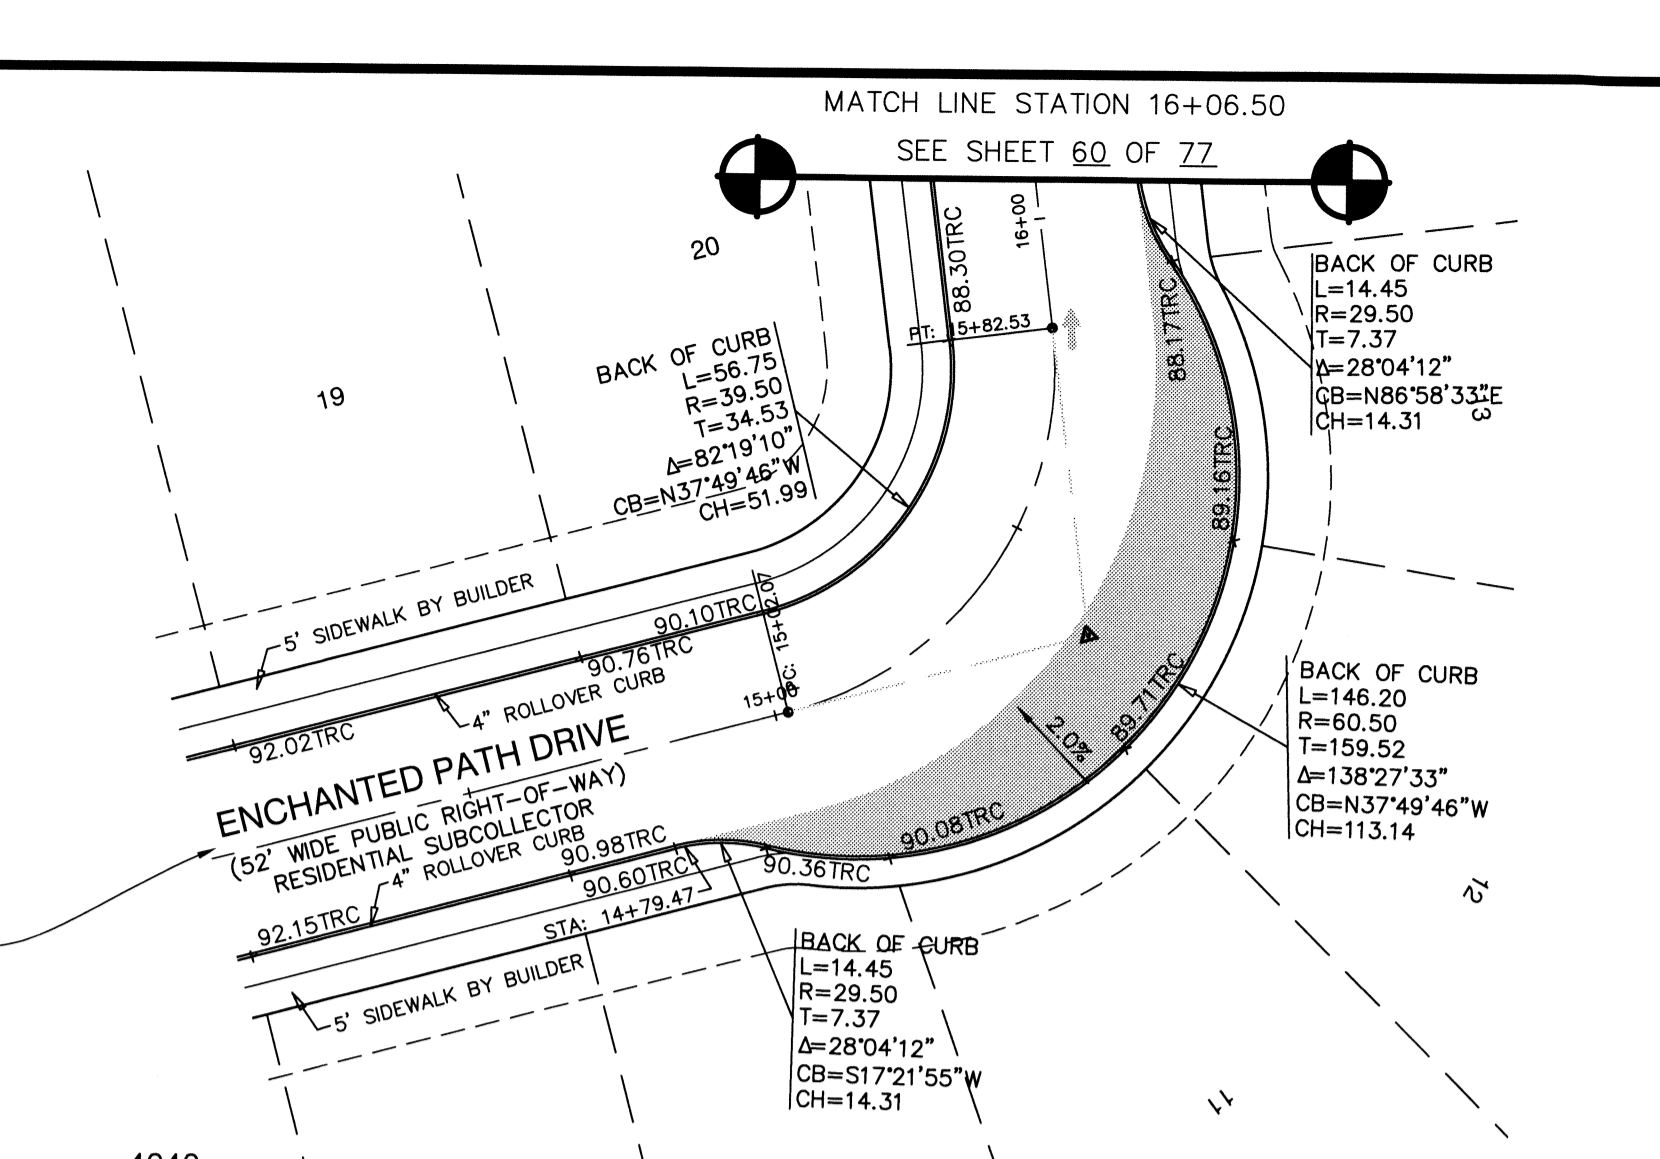 MATCH LINE STATION 16+06.50
SEE SHEET 60 OF 77
20
19
88.30TRC
16+00
PT: 15+82.53
88.17TRC
BACK OF CURB
L=14.45
R=29.50
T=7.37
Δ=28°04'12"
CB=N86°58'33"E
CH=14.31
13
BACK OF CURB
L=56.75
R=39.50
T=34.53
Δ=82°19'10"
CB=N37°49'46"W
CH=51.99
89.16TRC
5' SIDEWALK BY BUILDER
90.10TRC
PC: 15+02.07
90.76TRC
4" ROLLOVER CURB
15+00
92.02TRC
ENCHANTED PATH DRIVE
(52' WIDE PUBLIC RIGHT-OF-WAY)
RESIDENTIAL SUBCOLLECTOR
4" ROLLOVER CURB
89.71TRC
2.0%
BACK OF CURB
L=146.20
R=60.50
T=159.52
Δ=138°27'33"
CB=N37°49'46"W
CH=113.14
90.98TRC
90.60TRC
90.36TRC
90.08TRC
92.15TRC
STA: 14+79.47
5' SIDEWALK BY BUILDER
12
BACK OF CURB
L=14.45
R=29.50
T=7.37
Δ=28°04'12"
CB=S17°21'55"W
CH=14.31
11